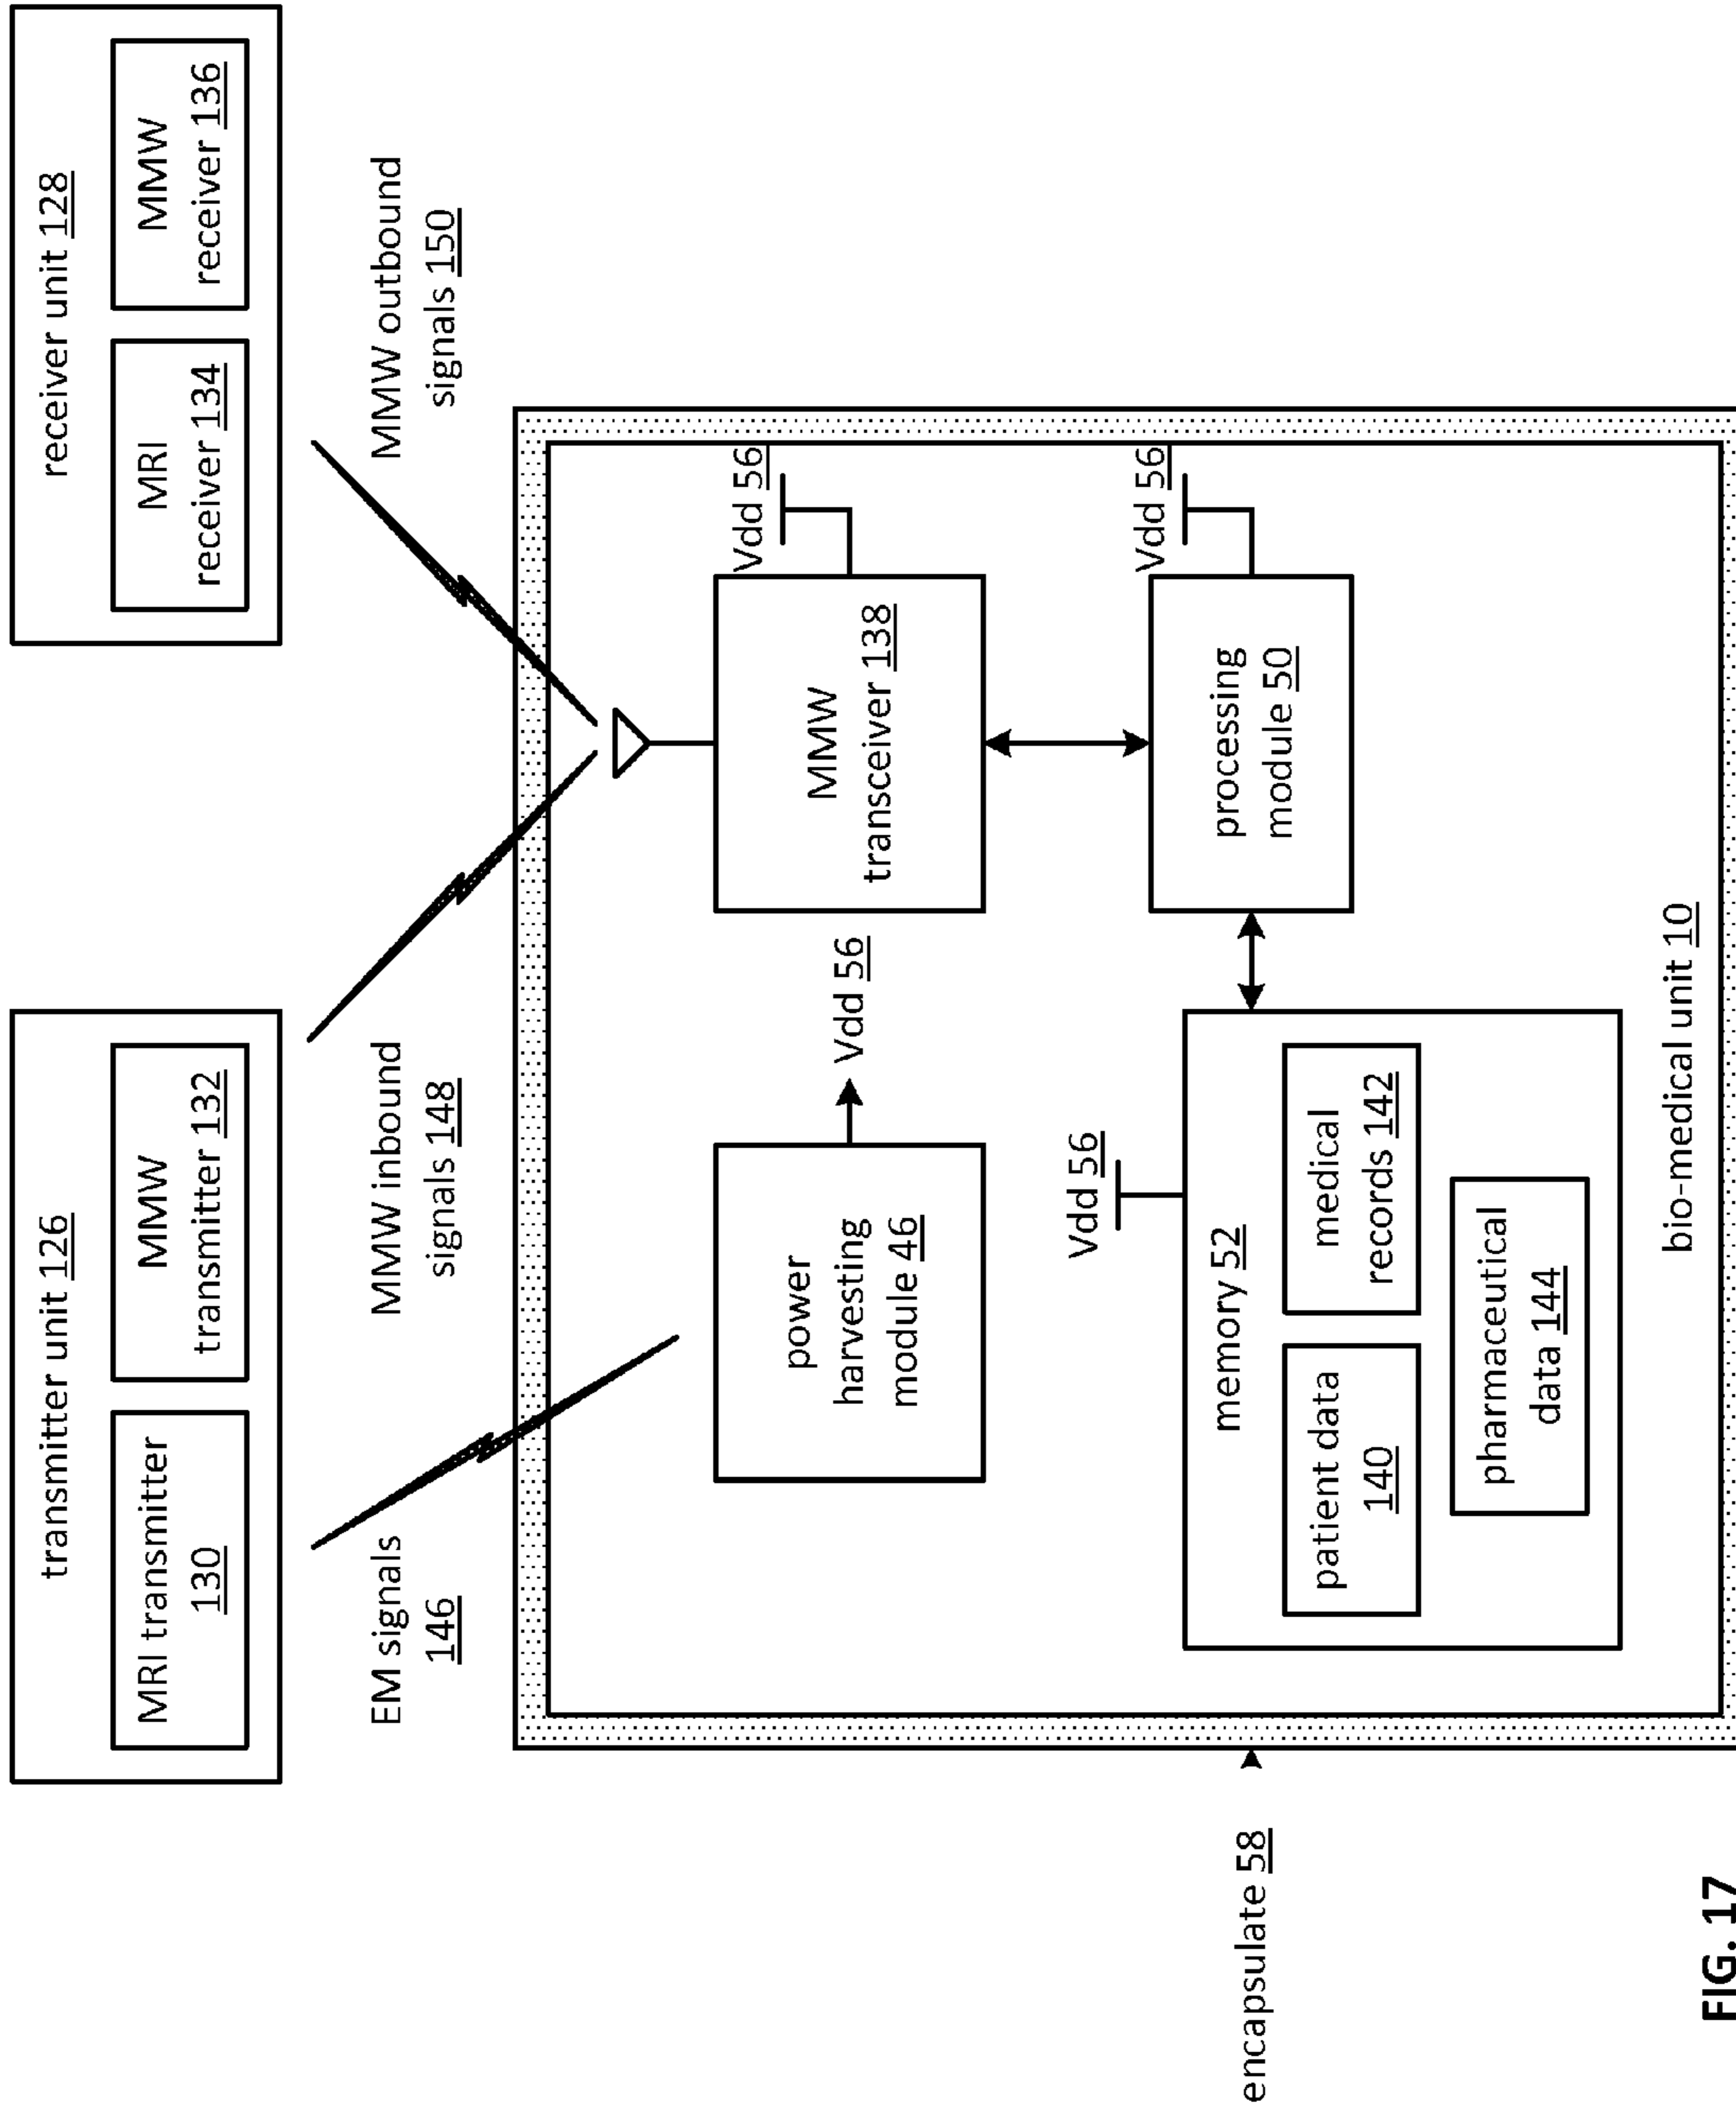 transmitter unit 126
MRI transmitter
130
MMW
transmitter 132
receiver unit 128
MRI
receiver 134
MMW
receiver 136
EM signals
146
MMW inbound
signals 148
MMW outbound
signals 150
power
harvesting
module 46
Vdd 56
MMW
transceiver 138
Vdd 56
Vdd 56
memory 52
patient data
140
medical
records 142
pharmaceutical
data 144
processing
module 50
Vdd 56
encapsulate 58
bio-medical unit 10
FIG. 17